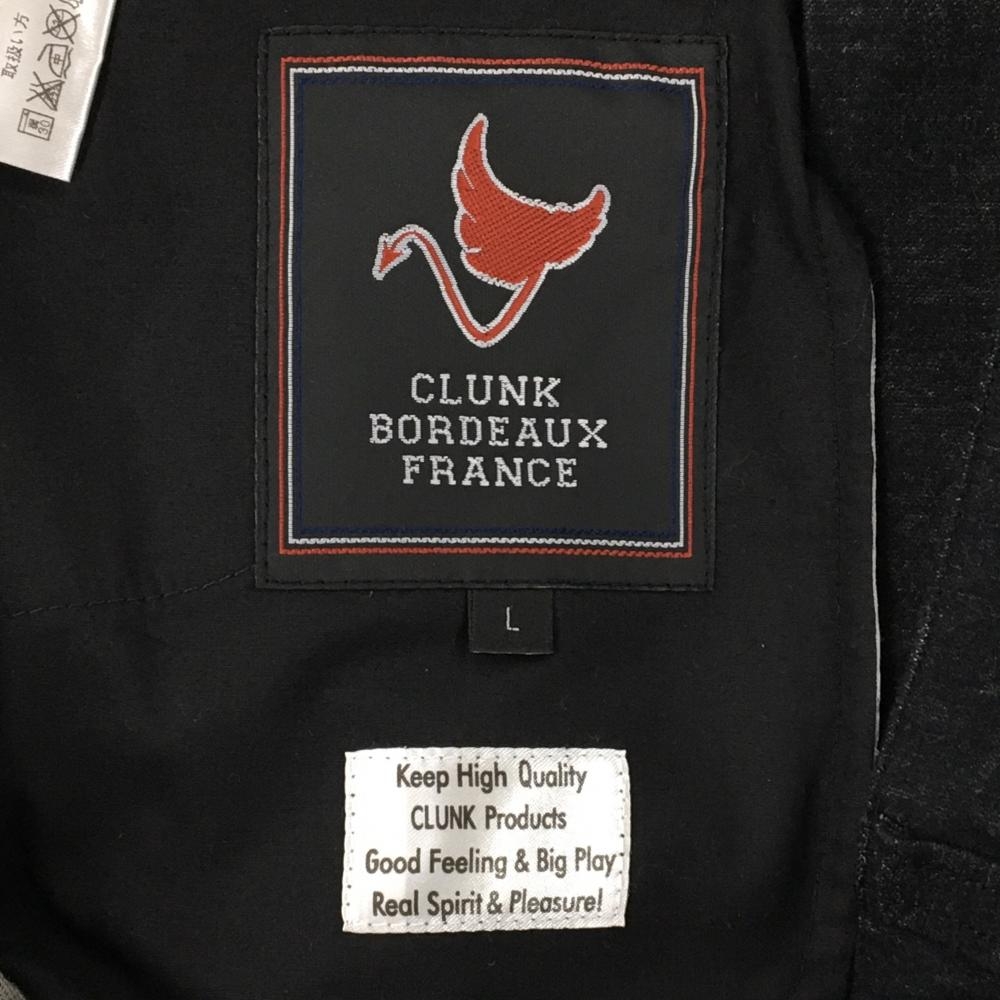 取扱い方
30
CLUNK
BORDEAUX
FRANCE
L
Keep High Quality
CLUNK Products
Good Feeling & Big Play
Real Spirit & Pleasure!